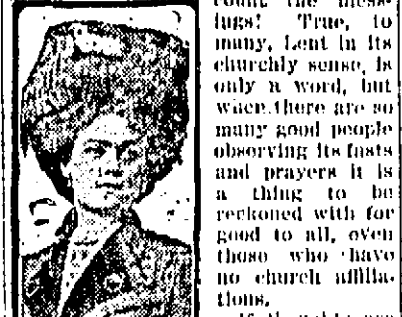 count the bless-
ings! True, to
many, Lent in its
churchly sense, is
only a word, but
when there are so
many good people
observing its fasts
and prayers it is
a thing to be
reckoned with for
good to all, even
those who have
no church affilia-
tions.